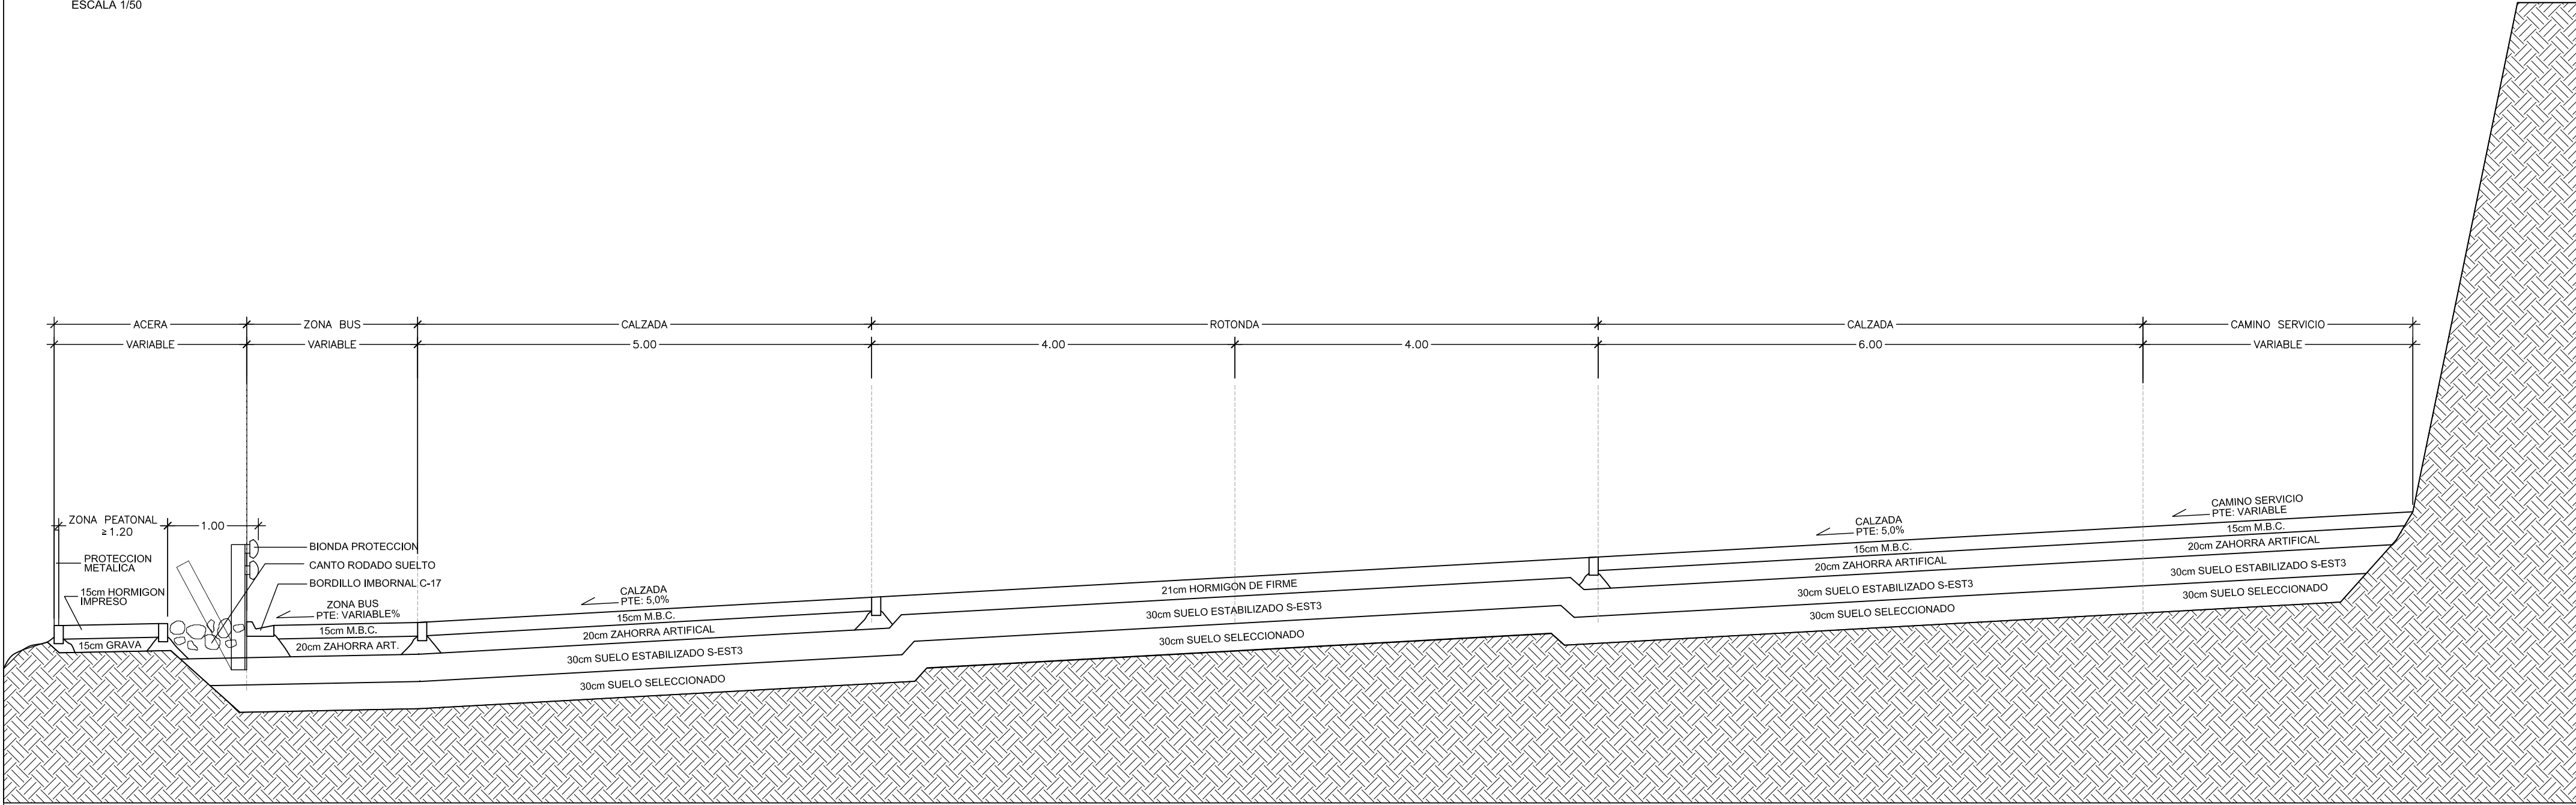 ESCALA 1/50
ACERA
ZONA BUS
CALZADA
ROTONDA
CALZADA
CAMINO SERVICIO
VARIABLE
VARIABLE
5.00
4.00
4.00
6.00
VARIABLE
ZONA PEATONAL
≥1.20
1.00
PROTECCION
METALICA
15cm HORMIGON
IMPRESO
15cm GRAVA
BIONDA PROTECCION
CANTO RODADO SUELTO
BORDILLO IMBORNAL C-17
ZONA BUS
PTE: VARIABLE%
15cm M.B.C.
20cm ZAHORRA ART.
CALZADA
PTE: 5,0%
15cm M.B.C.
20cm ZAHORRA ARTIFICAL
30cm SUELO ESTABILIZADO S-EST3
30cm SUELO SELECCIONADO
21cm HORMIGON DE FIRME
30cm SUELO ESTABILIZADO S-EST3
30cm SUELO SELECCIONADO
CALZADA
PTE: 5,0%
15cm M.B.C.
20cm ZAHORRA ARTIFICAL
30cm SUELO ESTABILIZADO S-EST3
30cm SUELO SELECCIONADO
CAMINO SERVICIO
PTE: VARIABLE
15cm M.B.C.
20cm ZAHORRA ARTIFICAL
30cm SUELO ESTABILIZADO S-EST3
30cm SUELO SELECCIONADO